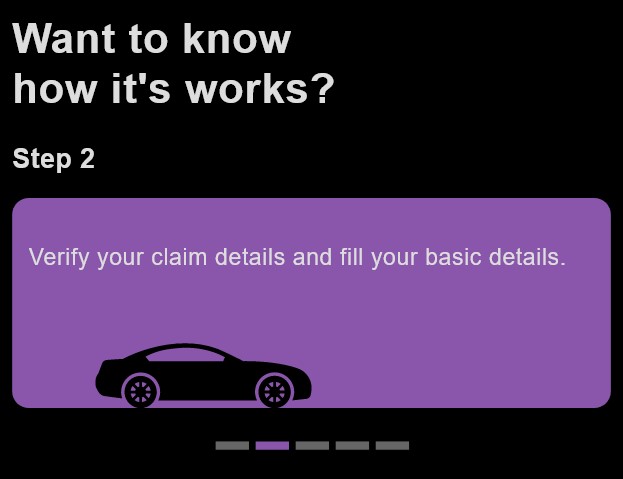 Want to know
how it's works?
Step 2
Verify your claim details and fill your basic details.